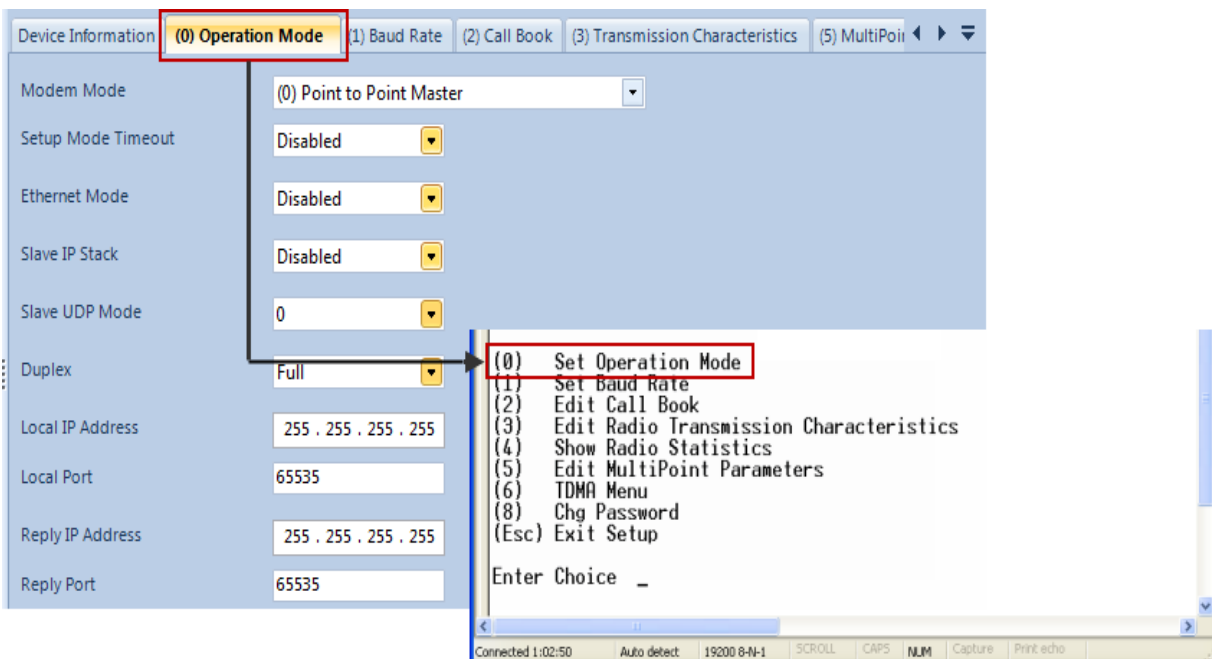 Device Information (0) Operation Mode (1) Baud Rate (2) Call Book (3) Transmission Characteristics (5) MultiPoi
Modem Mode (0) Point to Point Master
Setup Mode Timeout Disabled
Ethernet Mode Disabled
Slave IP Stack Disabled
Slave UDP Mode 0
Duplex Full
Local IP Address 255 . 255 . 255 . 255
Local Port 65535
Reply IP Address 255 . 255 . 255 . 255
Reply Port 65535
(0) Set Operation Mode
(1) Set Baud Rate
(2) Edit Call Book
(3) Edit Radio Transmission Characteristics
(4) Show Radio Statistics
(5) Edit MultiPoint Parameters
(6) TDMA Menu
(8) Chg Password
(Esc) Exit Setup
Enter Choice _
Connected 1:02:50 Auto detect 19200 8-N-1 SCROLL CAPS NUM Capture Print echo